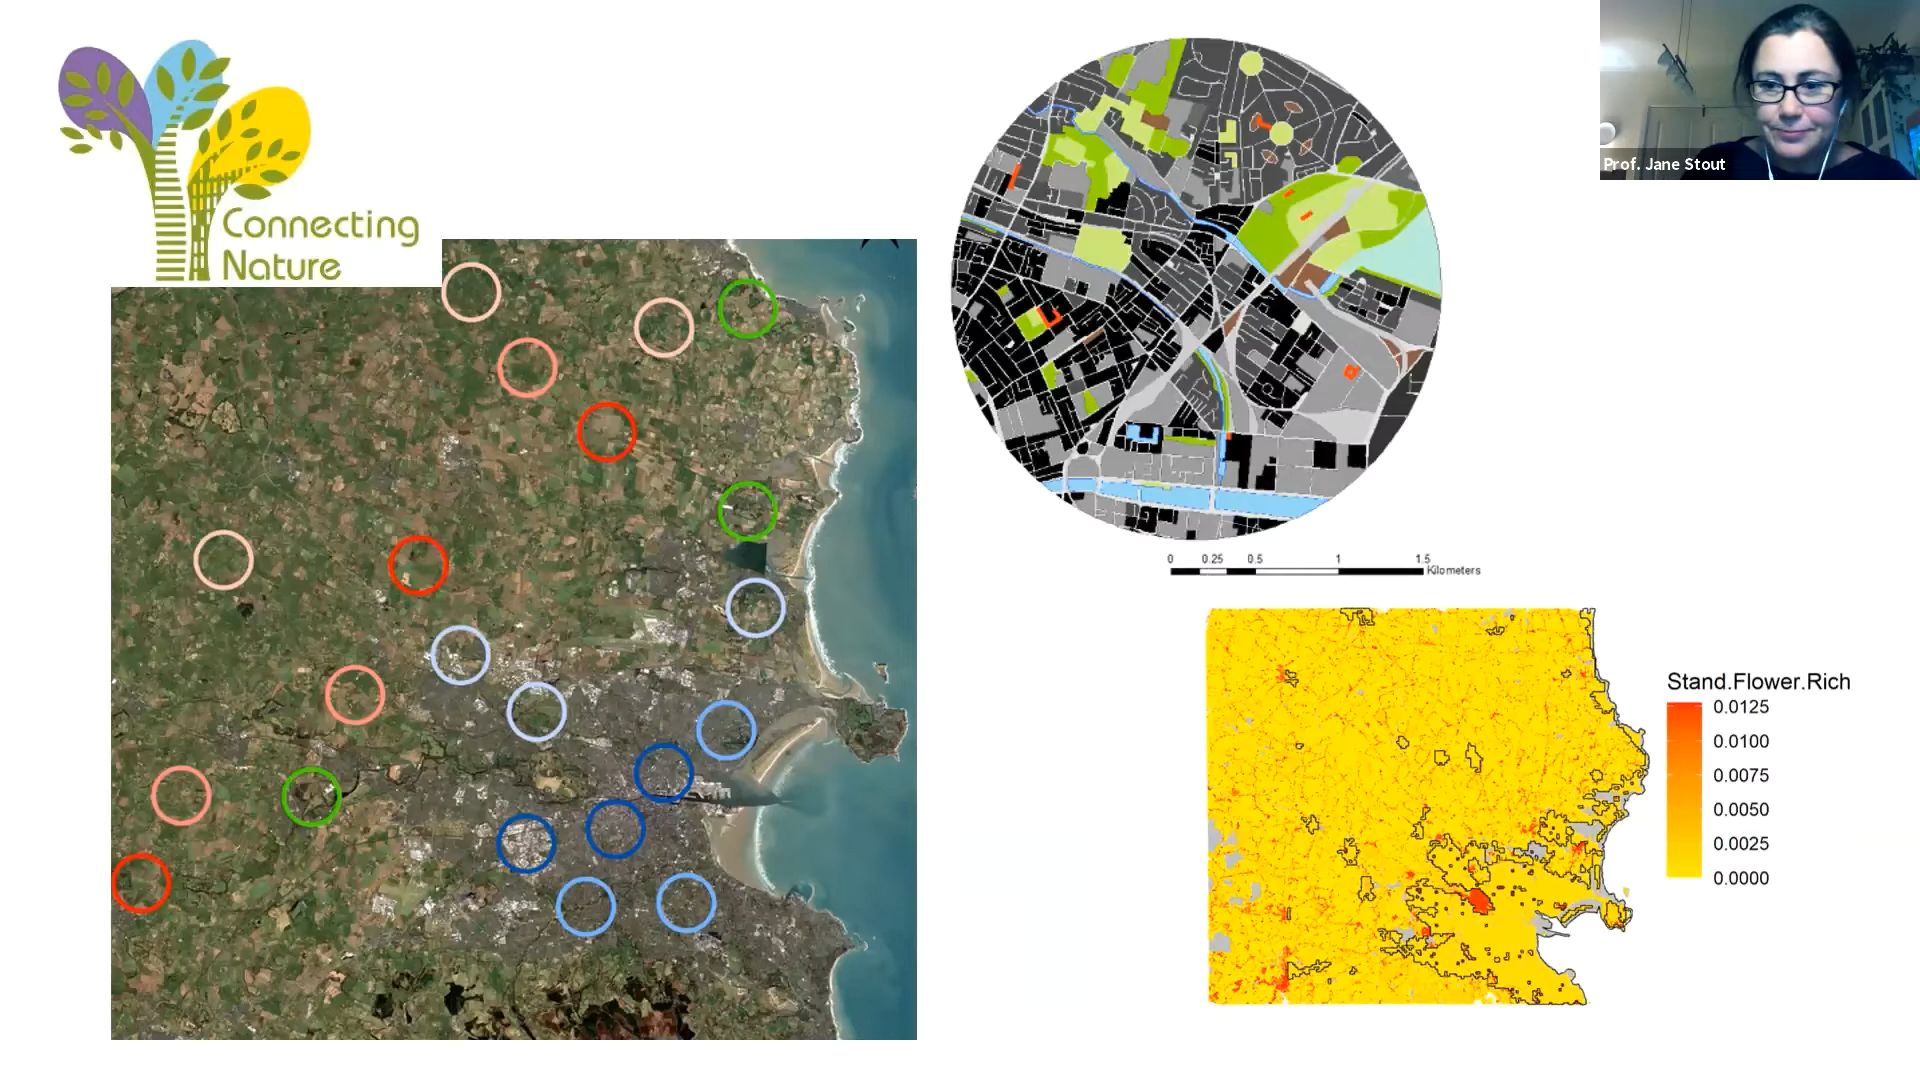 Connecting
Nature
Prof. Jane Stout
0 0.25 0.5 1 1.5
Kilometers
Stand.Flower.Rich
0.0125
0.0100
0.0075
0.0050
0.0025
0.0000